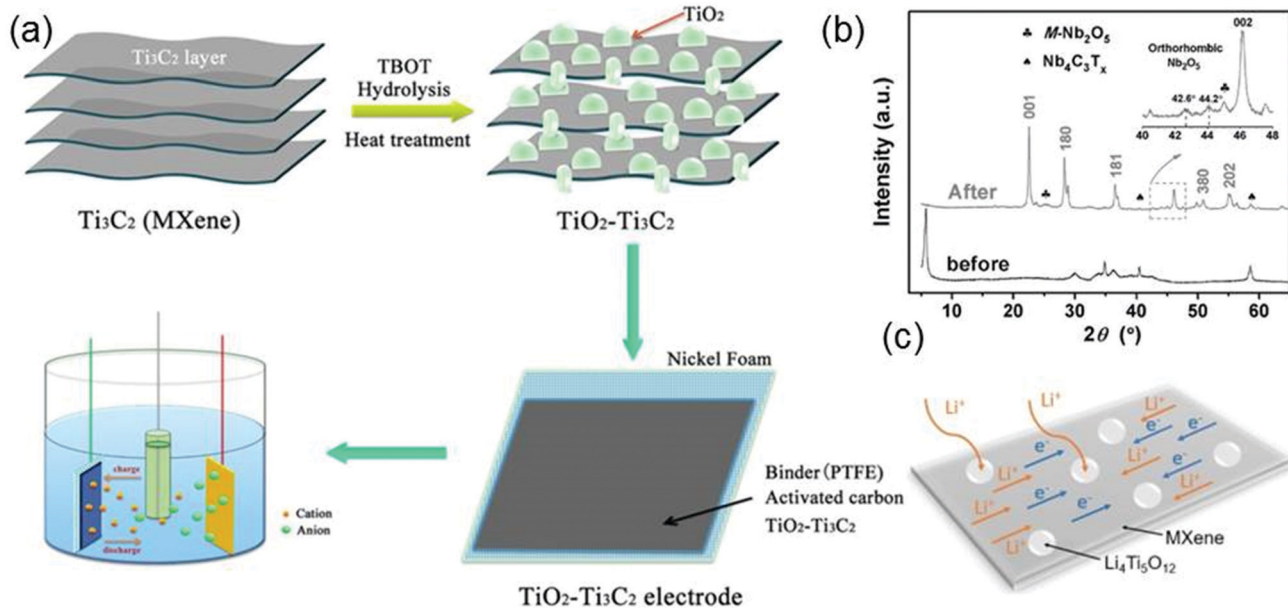 (a)
Ti₃C₂ layer
TBOT
Hydrolysis
Heat treatment
TiO₂
Ti₃C₂ (MXene)
TiO₂-Ti₃C₂
Nickel Foam
Binder (PTFE)
Activated carbon
TiO₂-Ti₃C₂
TiO₂-Ti₃C₂ electrode
charge
discharge
Cation
Anion
(b)
♣ M-Nb₂O₅
♠ Nb₄C₃Tₓ
Orthorhombic
Nb₂O₅
002
♣
42.6°
44.2°
40 42 44 46 48
Intensity (a.u.)
001
♣
180
181
♠
380
202
♠
After
before
10 20 30 40 50 60
2θ (°)
(c)
Li⁺
Li⁺
Li⁺
e⁻
e⁻
Li⁺
e⁻
e⁻
Li⁺
Li⁺
e⁻
Li⁺
e⁻
e⁻
Li⁺
Li⁺
MXene
Li₄Ti₅O₁₂